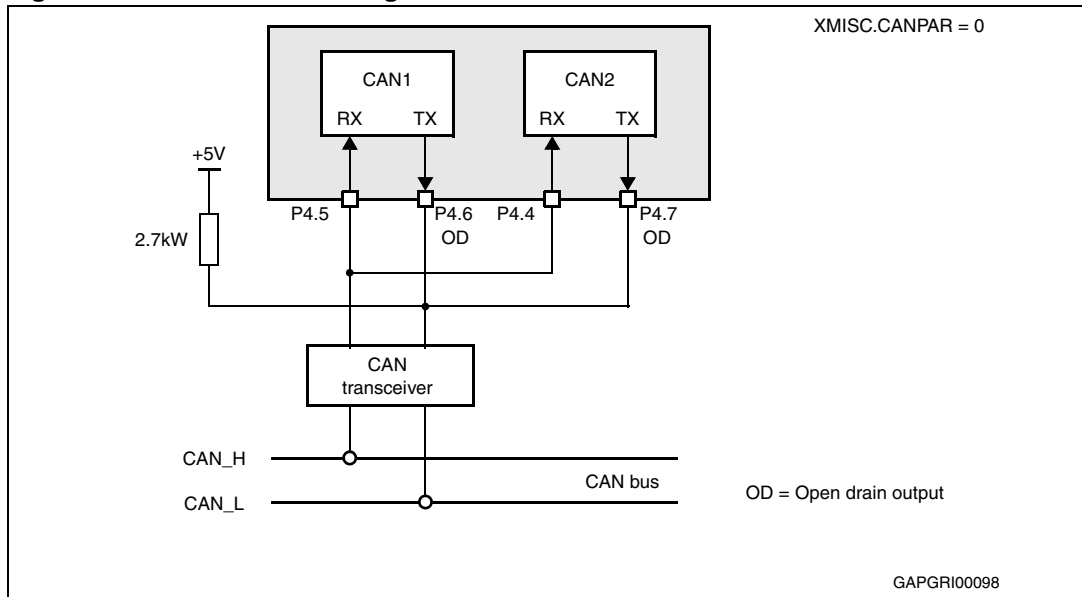 XMISC.CANPAR = 0
CAN1
CAN2
RX
TX
RX
TX
+5V
P4.5
P4.6
P4.4
P4.7
OD
OD
2.7kW
CAN
transceiver
CAN_H
CAN bus
CAN_L
OD = Open drain output
GAPGRI00098